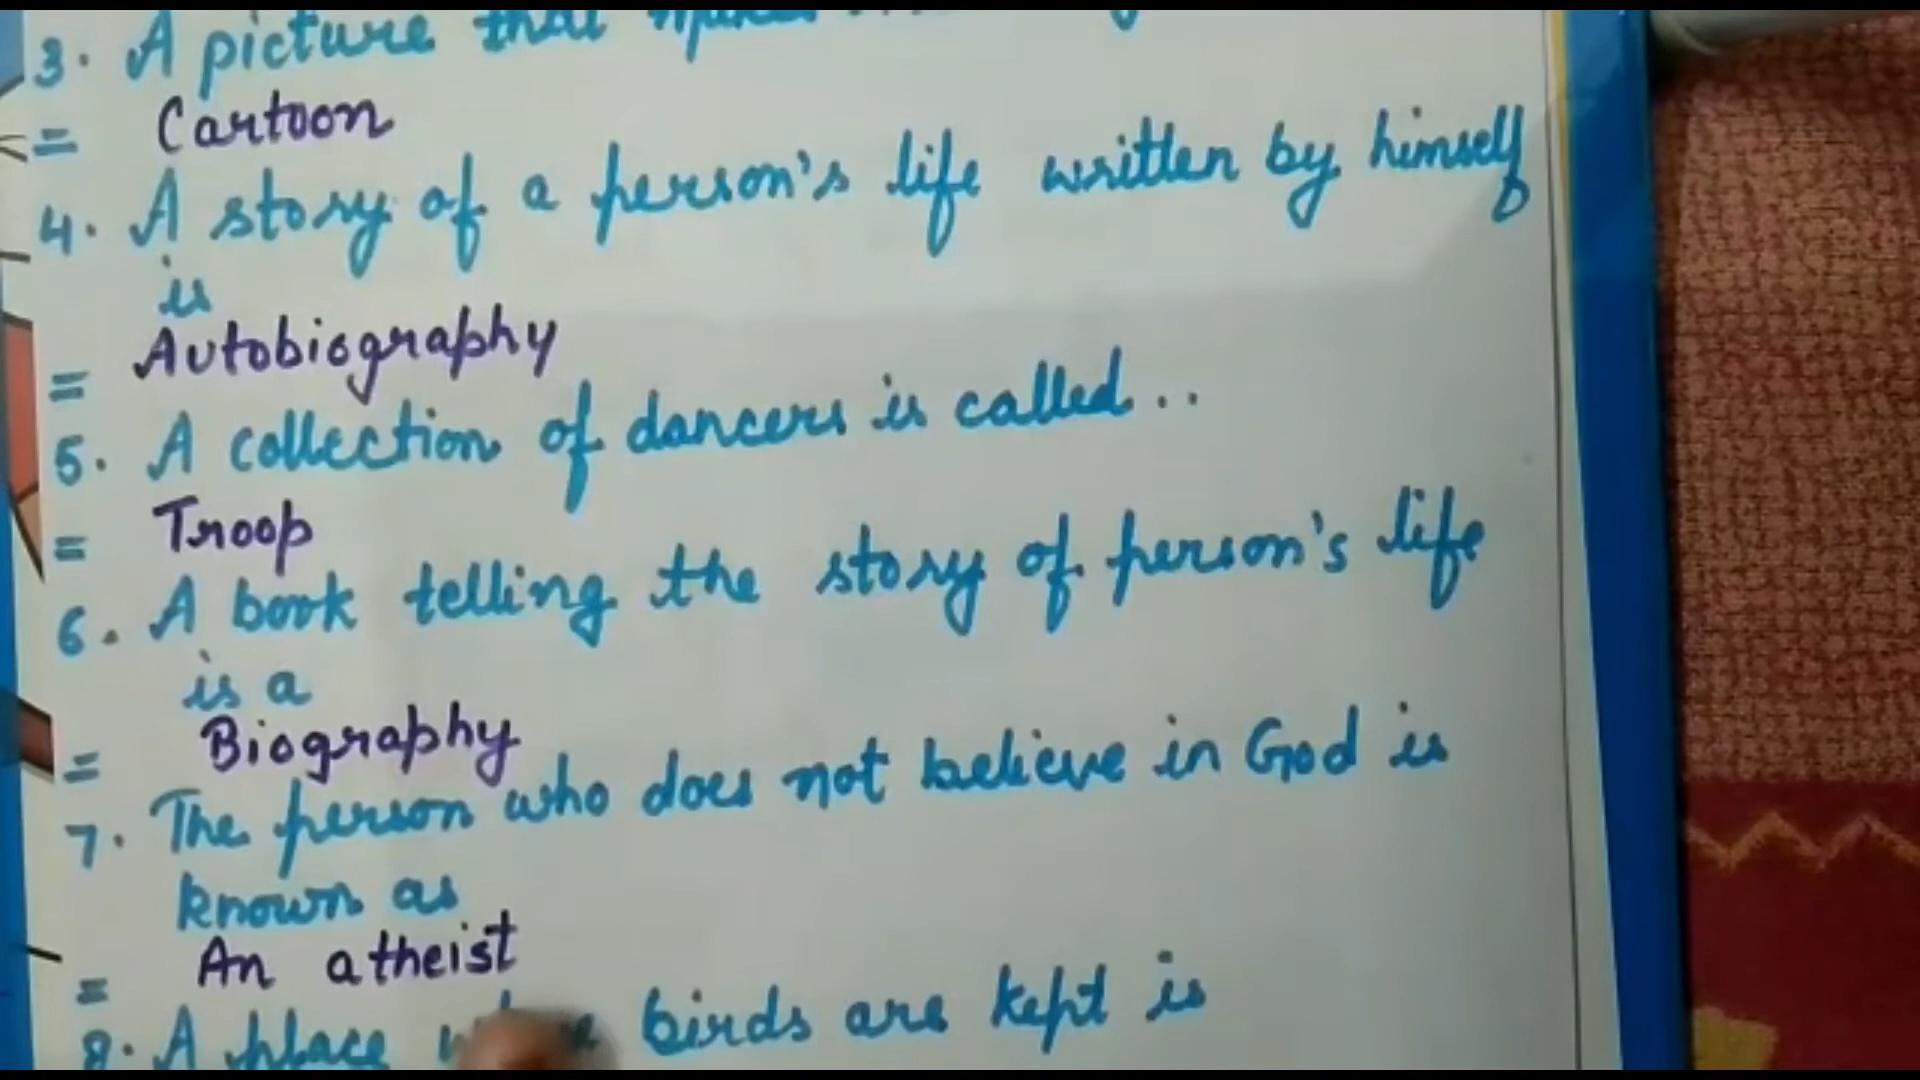 3. A picture that makes
= Cartoon
4. A story of a person's life written by himself
is
= Autobiography
5. A collection of dancers is called..
= Troop
6. A book telling the story of person's life
is a
= Biography
7. The person who does not believe in God is
known as
= An atheist
8. A place birds are kept is